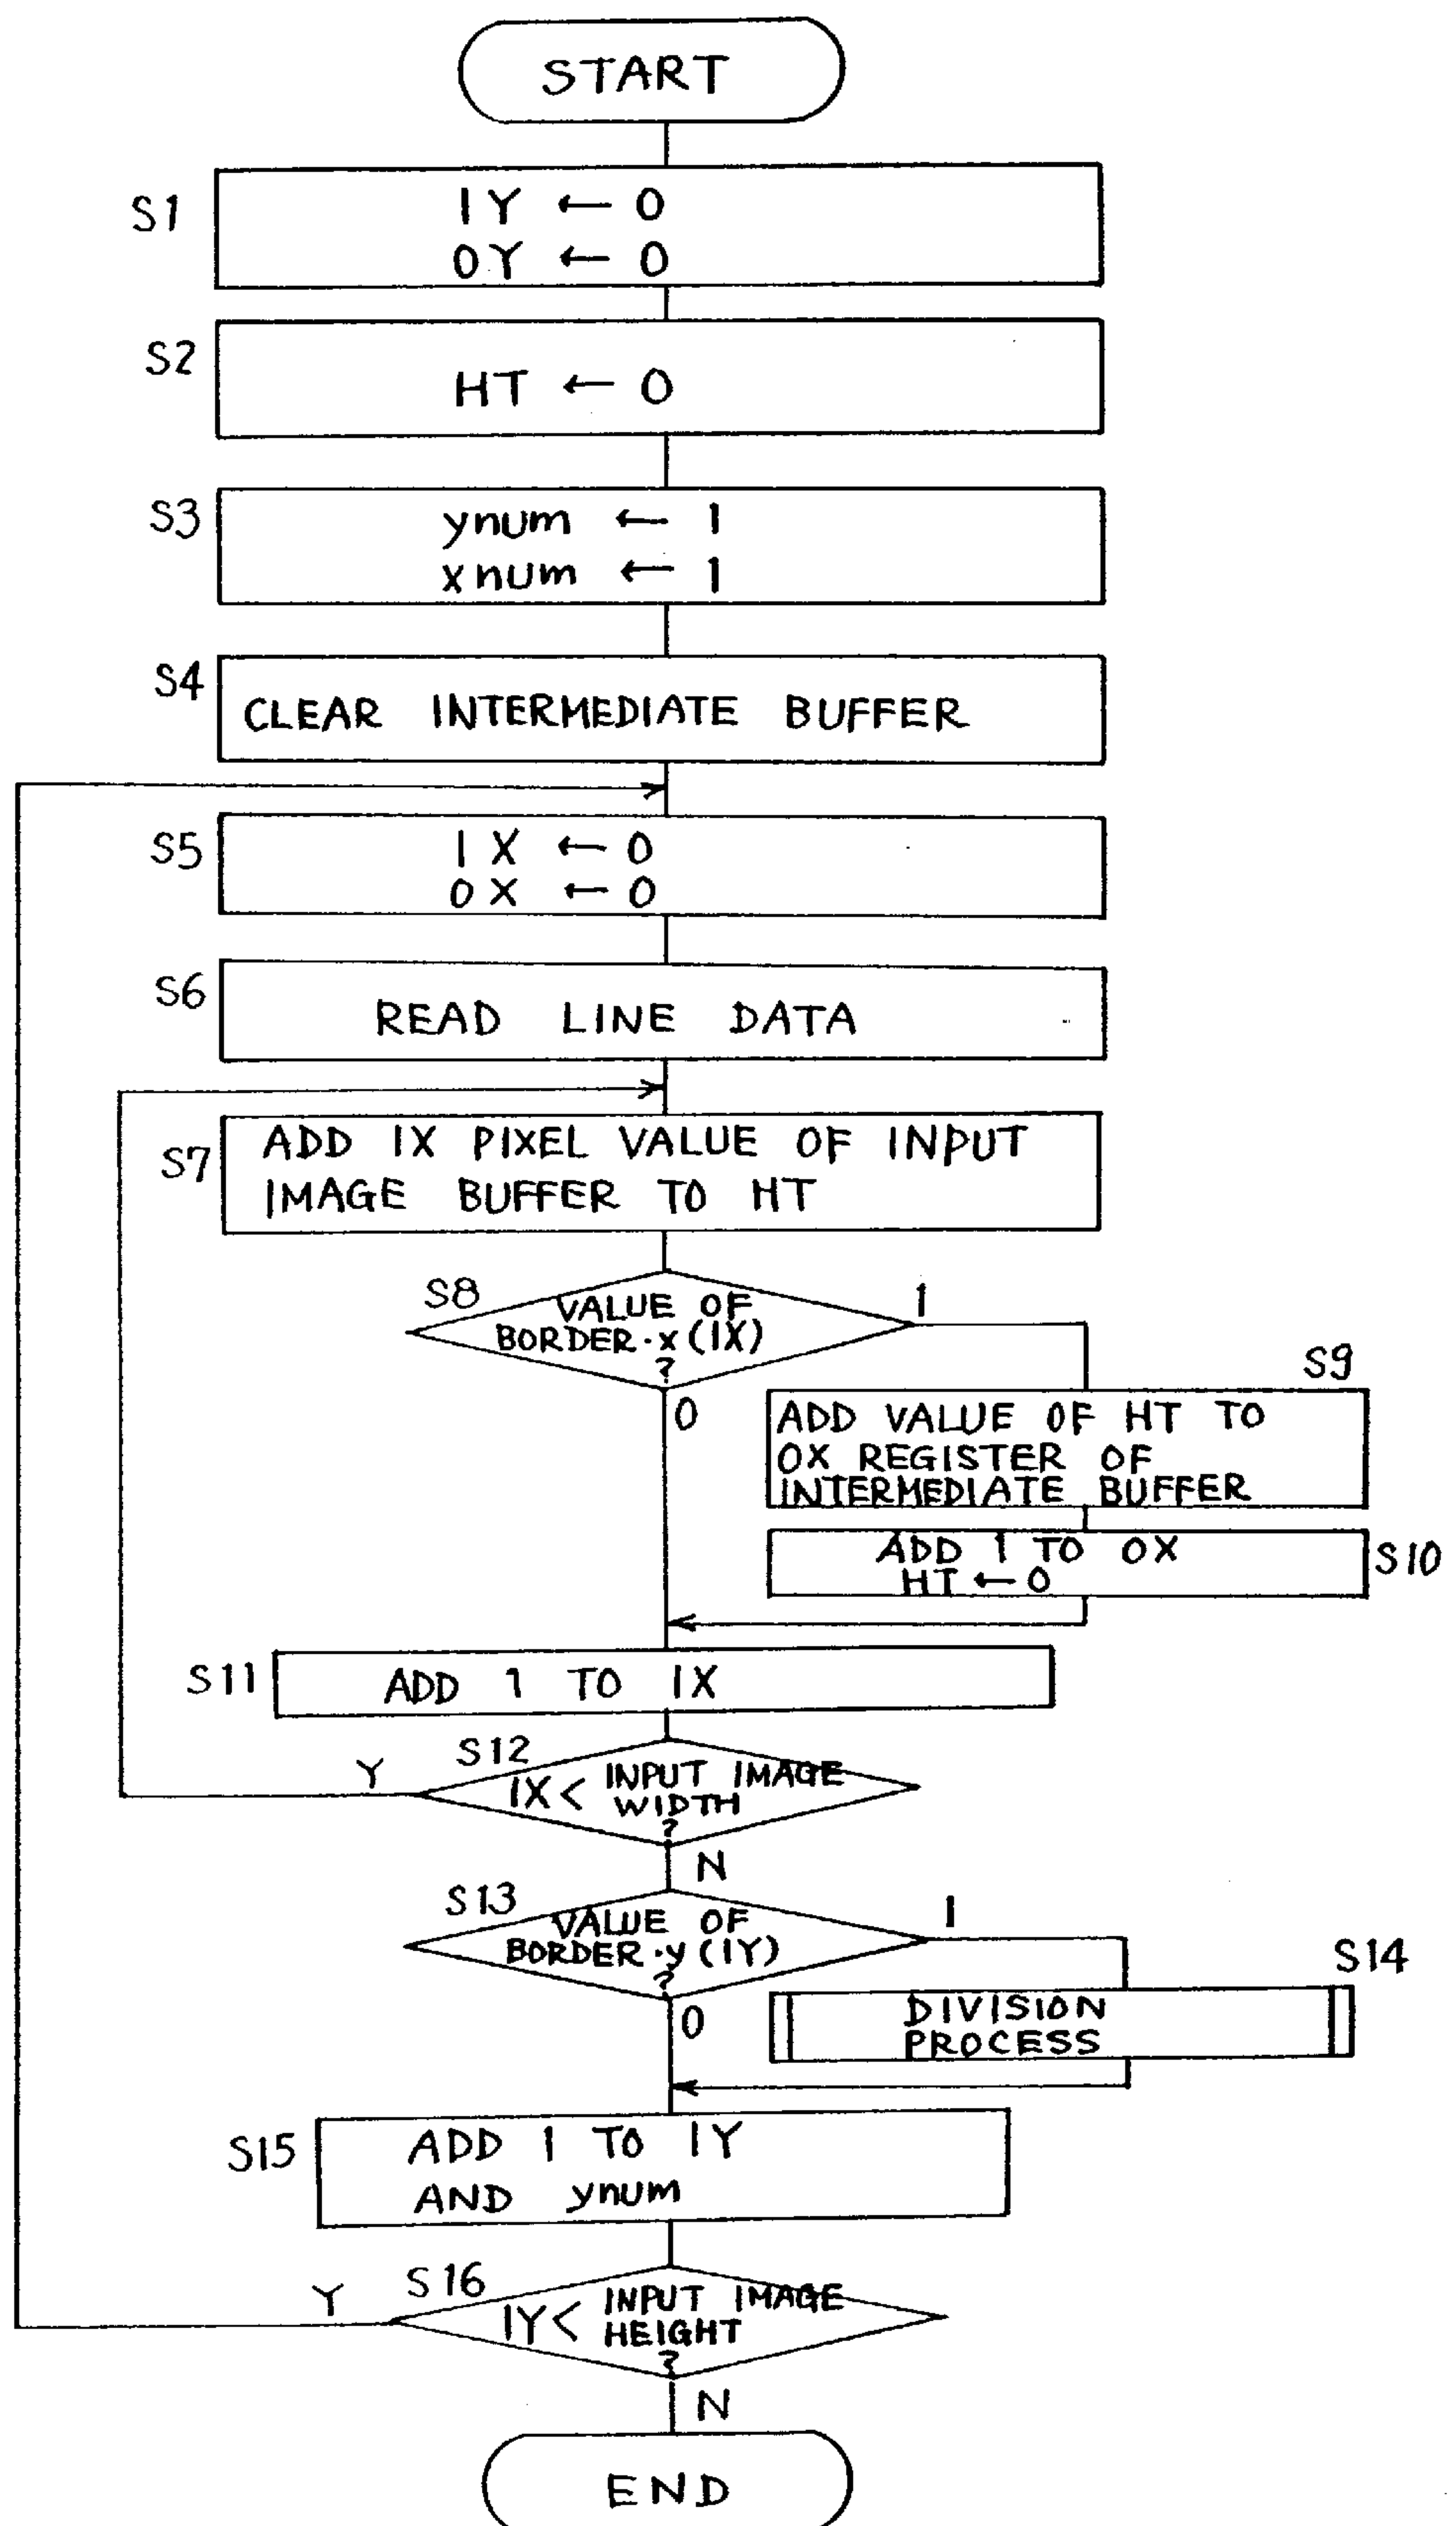 START
S1
IY ← 0
OY ← 0
S2
HT ← 0
S3
ynum ← 1
xnum ← 1
S4
CLEAR INTERMEDIATE BUFFER
S5
IX ← 0
OX ← 0
S6
READ LINE DATA
S7
ADD IX PIXEL VALUE OF INPUT
IMAGE BUFFER TO HT
S8
VALUE OF
BORDER·x(IX)
?
1
0
S9
ADD VALUE OF HT TO
OX REGISTER OF
INTERMEDIATE BUFFER
S10
ADD 1 TO OX
HT ← 0
S11
ADD 1 TO IX
S12
IX < INPUT IMAGE
WIDTH
?
Y
N
S13
VALUE OF
BORDER·y(IY)
?
1
0
S14
DIVISION
PROCESS
S15
ADD 1 TO IY
AND ynum
S16
IY < INPUT IMAGE
HEIGHT
?
Y
N
END